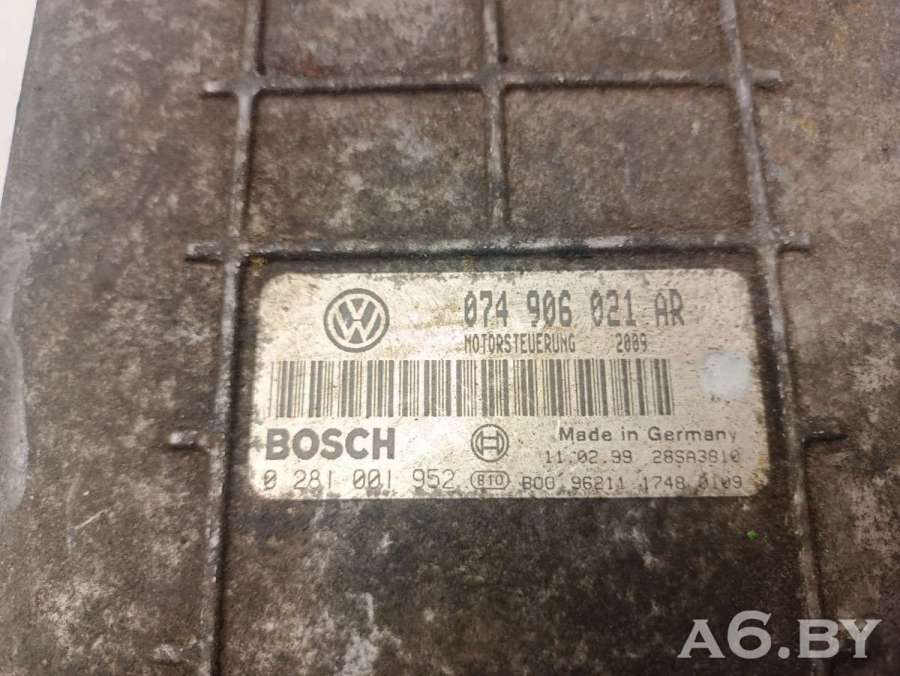 074 906 021 AR
MOTORSTEUERUNG 2009
BOSCH
Made in Germany
11.02.99 28SA3810
0 281 001 952 810 B00 96211 1748 0109
A6.BY